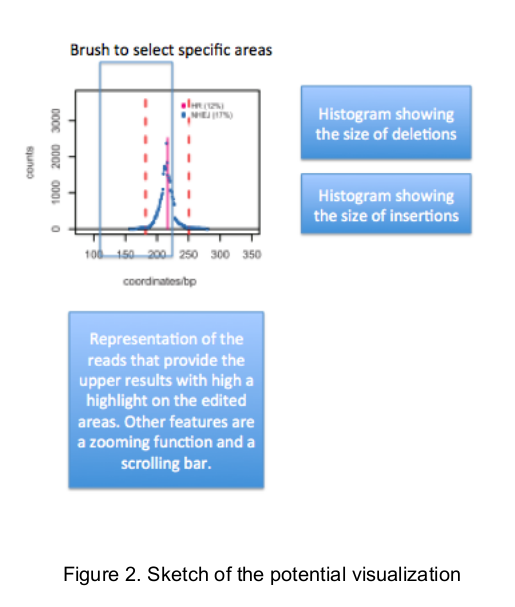 Brush to select specific areas
HR (12%)
NHEJ (17%)
counts
3000
2000
1000
0
100 150 200 250 300 350
coordinates/bp
Histogram showing
the size of deletions
Histogram showing
the size of insertions
Representation of the
reads that provide the
upper results with high a
highlight on the edited
areas. Other features are
a zooming function and a
scrolling bar.
Figure 2. Sketch of the potential visualization